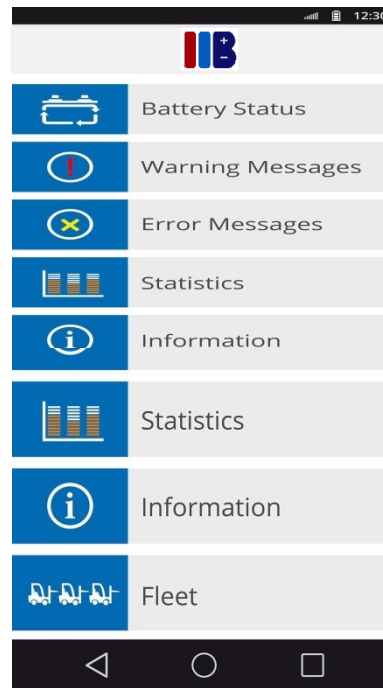 12:30
B
Battery Status
Warning Messages
Error Messages
Statistics
Information
Statistics
Information
Fleet